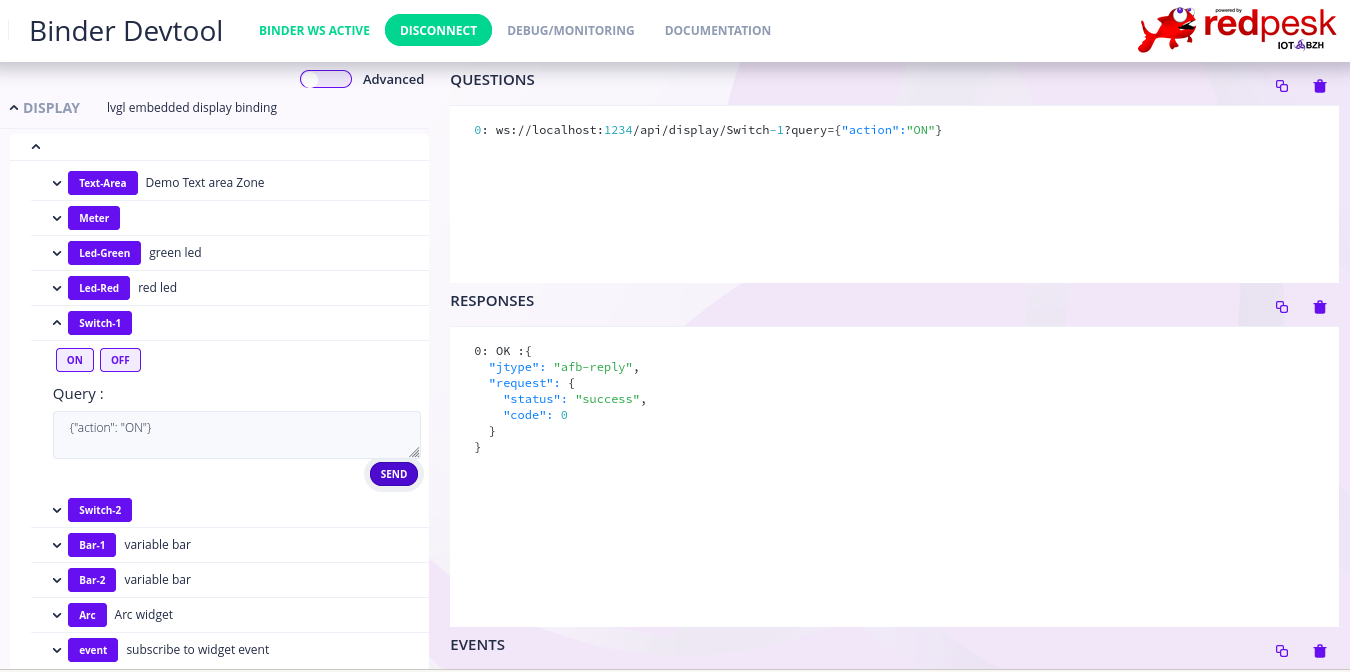 Binder Devtool
BINDER WS ACTIVE
DISCONNECT
DEBUG/MONITORING
DOCUMENTATION
powered by
redpesk
IOT BZH
Advanced
DISPLAY lvgl embedded display binding
Text-Area Demo Text area Zone
Meter
Led-Green green led
Led-Red red led
Switch-1
ON OFF
Query :
{"action": "ON"}
SEND
Switch-2
Bar-1 variable bar
Bar-2 variable bar
Arc Arc widget
event subscribe to widget event
QUESTIONS
0: ws://localhost:1234/api/display/Switch-1?query={"action":"ON"}
RESPONSES
0: OK :{
"jtype": "afb-reply",
"request": {
"status": "success",
"code": 0
}
}
EVENTS